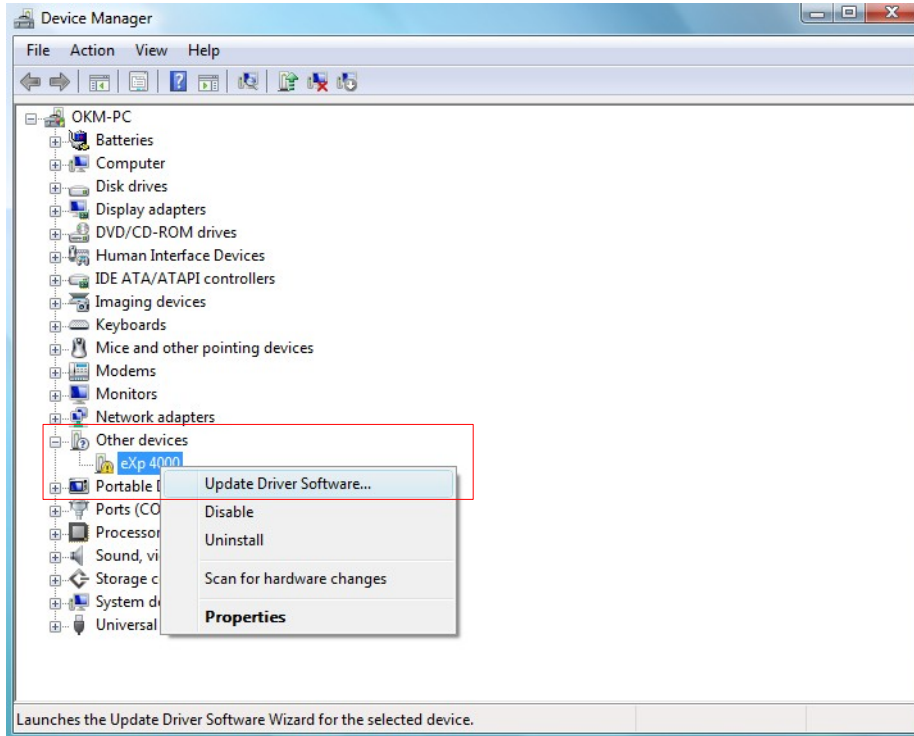 Device Manager
File Action View Help
OKM-PC
Batteries
Computer
Disk drives
Display adapters
DVD/CD-ROM drives
Human Interface Devices
IDE ATA/ATAPI controllers
Imaging devices
Keyboards
Mice and other pointing devices
Modems
Monitors
Network adapters
Other devices
eXp 4000
Portable
Update Driver Software...
Ports (CO
Disable
Processor
Uninstall
Sound, vi
Storage c
Scan for hardware changes
System d
Properties
Universal
Launches the Update Driver Software Wizard for the selected device.